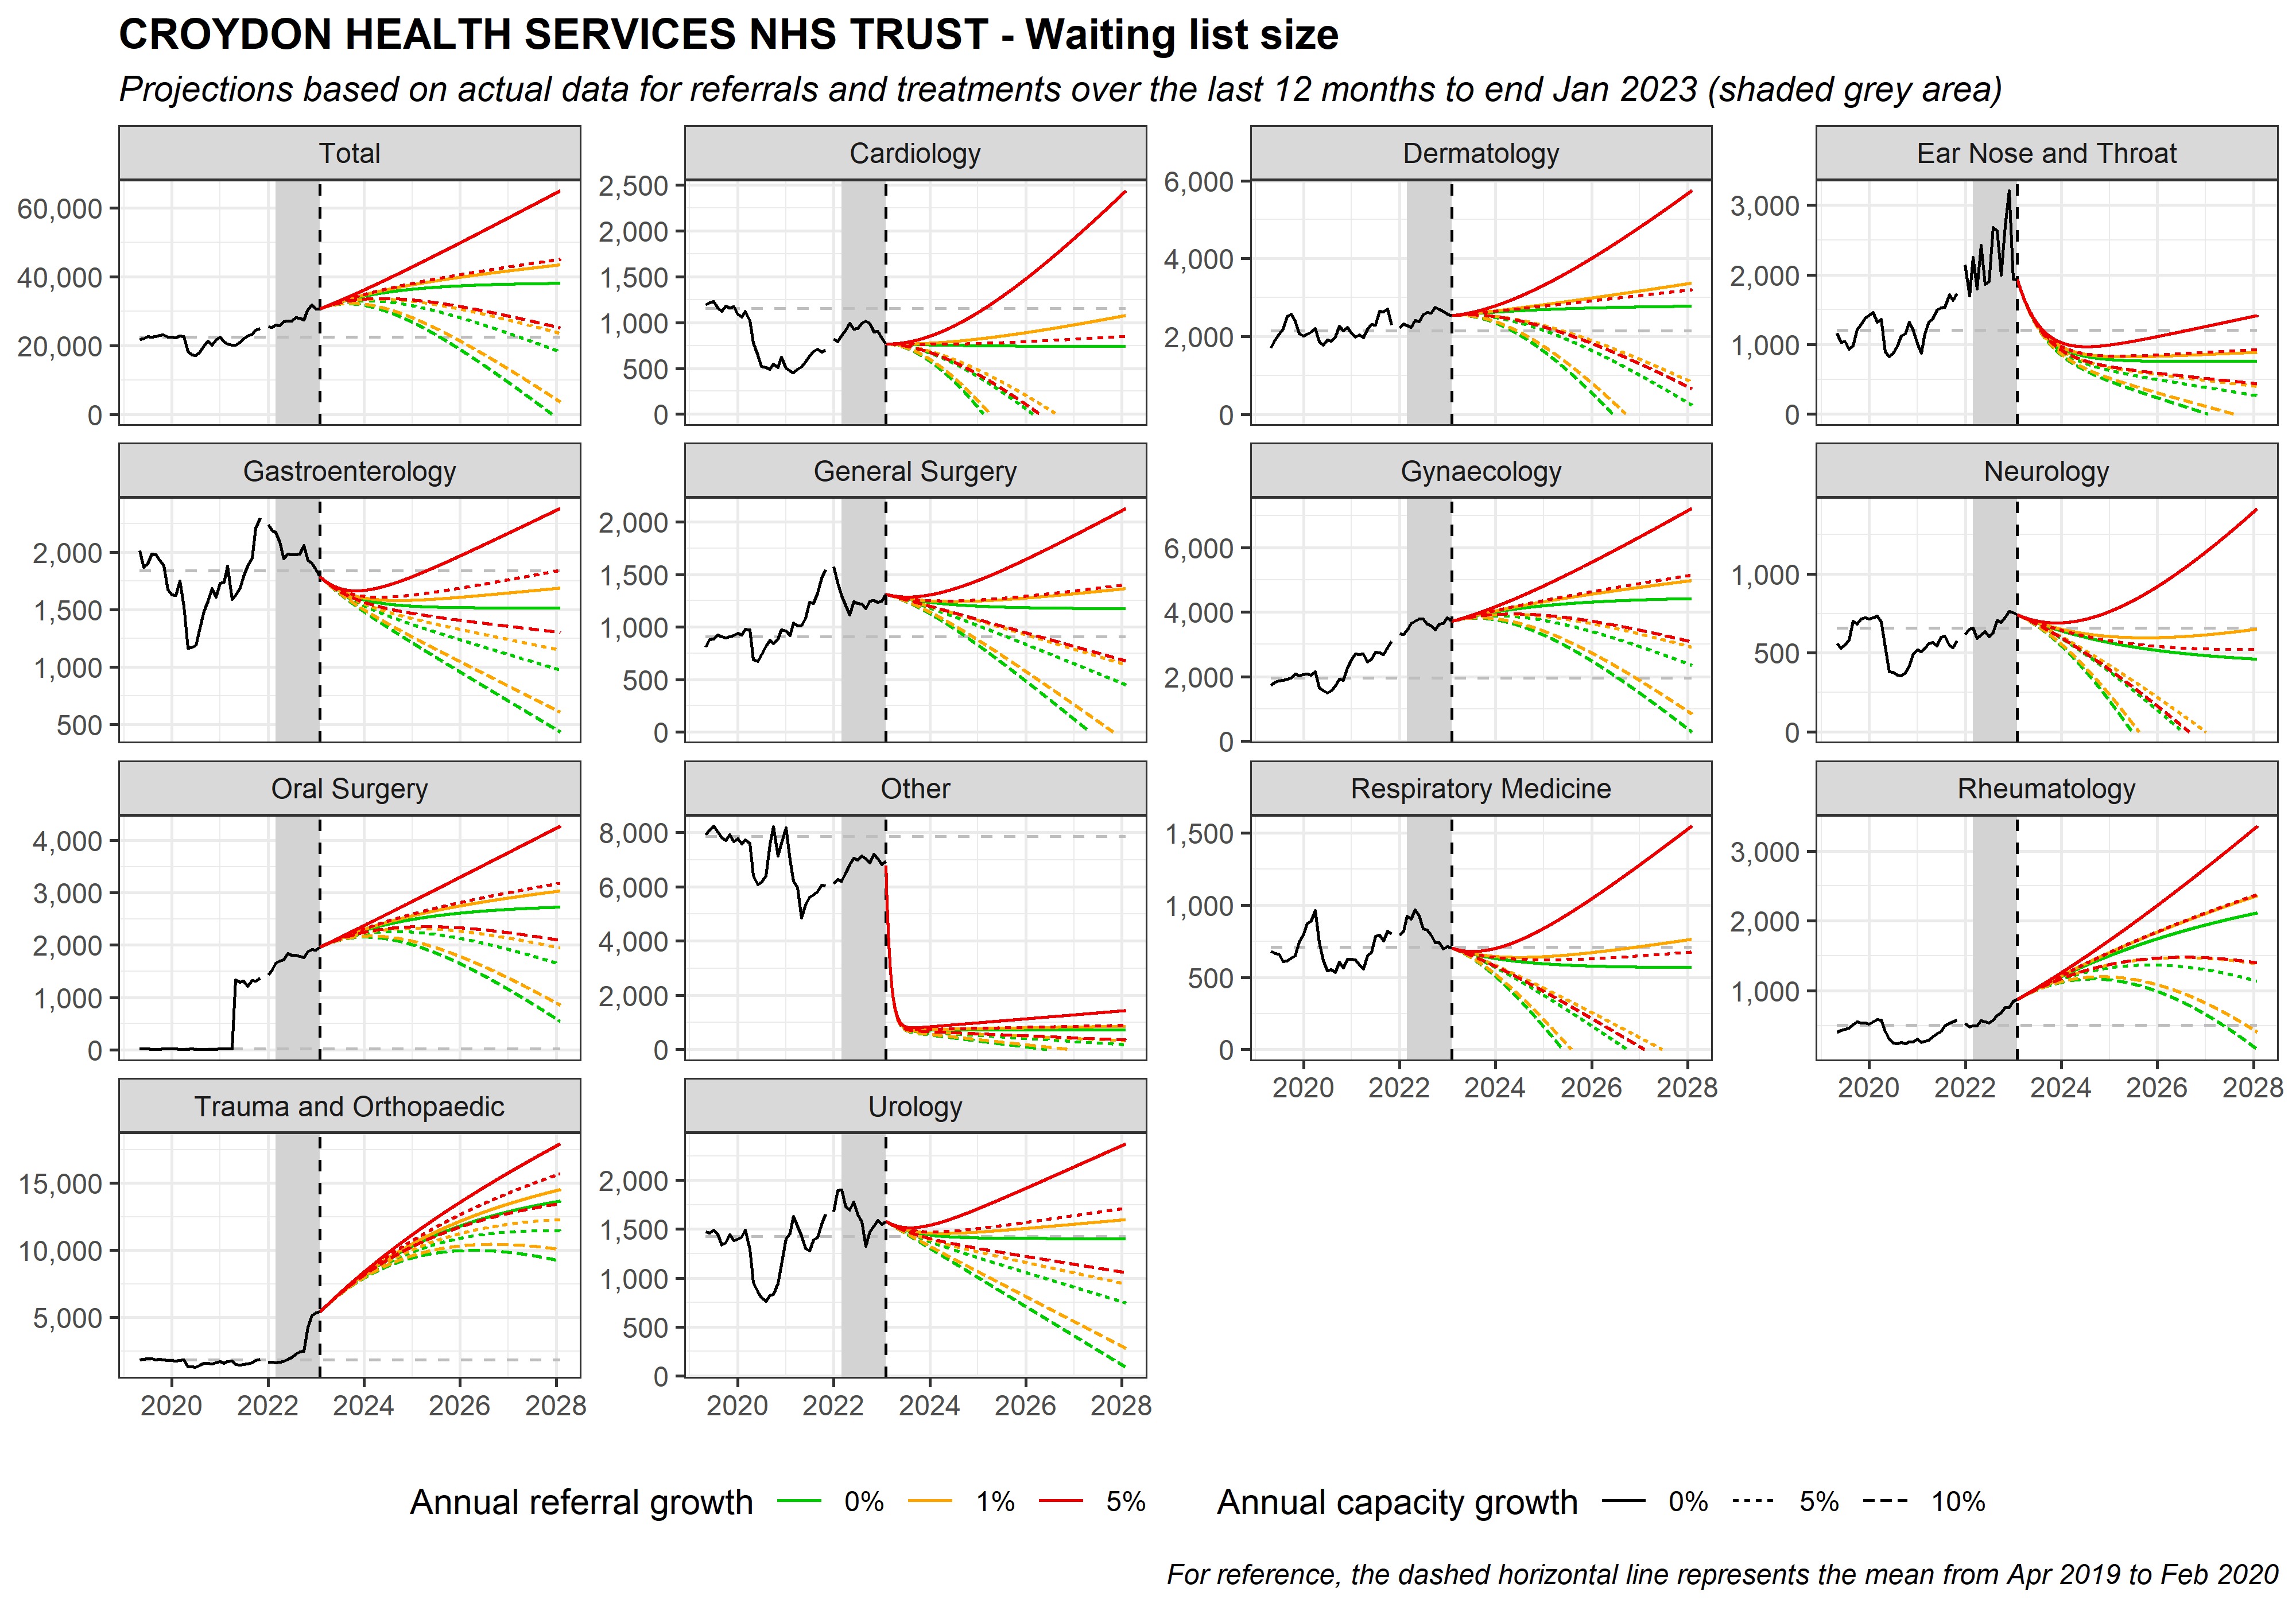 CROYDON HEALTH SERVICES NHS TRUST - Waiting list size
Projections based on actual data for referrals and treatments over the last 12 months to end Jan 2023 (shaded grey area)
Total
60,000
40,000
20,000
0
Cardiology
2,500
2,000
1,500
1,000
500
0
Dermatology
6,000
4,000
2,000
0
Ear Nose and Throat
3,000
2,000
1,000
0
Gastroenterology
2,000
1,500
1,000
500
General Surgery
2,000
1,500
1,000
500
0
Gynaecology
6,000
4,000
2,000
0
Neurology
1,000
500
0
Oral Surgery
4,000
3,000
2,000
1,000
0
Other
8,000
6,000
4,000
2,000
0
Respiratory Medicine
1,500
1,000
500
0
2020 2022 2024 2026 2028
Rheumatology
3,000
2,000
1,000
2020 2022 2024 2026 2028
Trauma and Orthopaedic
15,000
10,000
5,000
2020 2022 2024 2026 2028
Urology
2,000
1,500
1,000
500
0
2020 2022 2024 2026 2028
Annual referral growth 0% 1% 5%
Annual capacity growth 0% 5% 10%
For reference, the dashed horizontal line represents the mean from Apr 2019 to Feb 2020